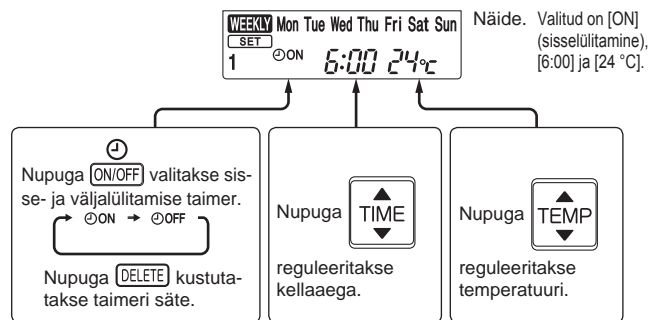 WEEKLY Mon Tue Wed Thu Fri Sat Sun
SET
1 ON 6:00 24°c
Näide. Valitud on [ON]
(sisselülitamine),
[6:00] ja [24 °C].
Nupuga ON/OFF valitakse sis-
se- ja väljalülitamise taimer.
ON → OFF
Nupuga DELETE kustuta-
takse taimeri säte.
Nupuga TIME
reguleeritakse
kellaaega.
Nupuga TEMP
reguleeritakse
temperatuuri.